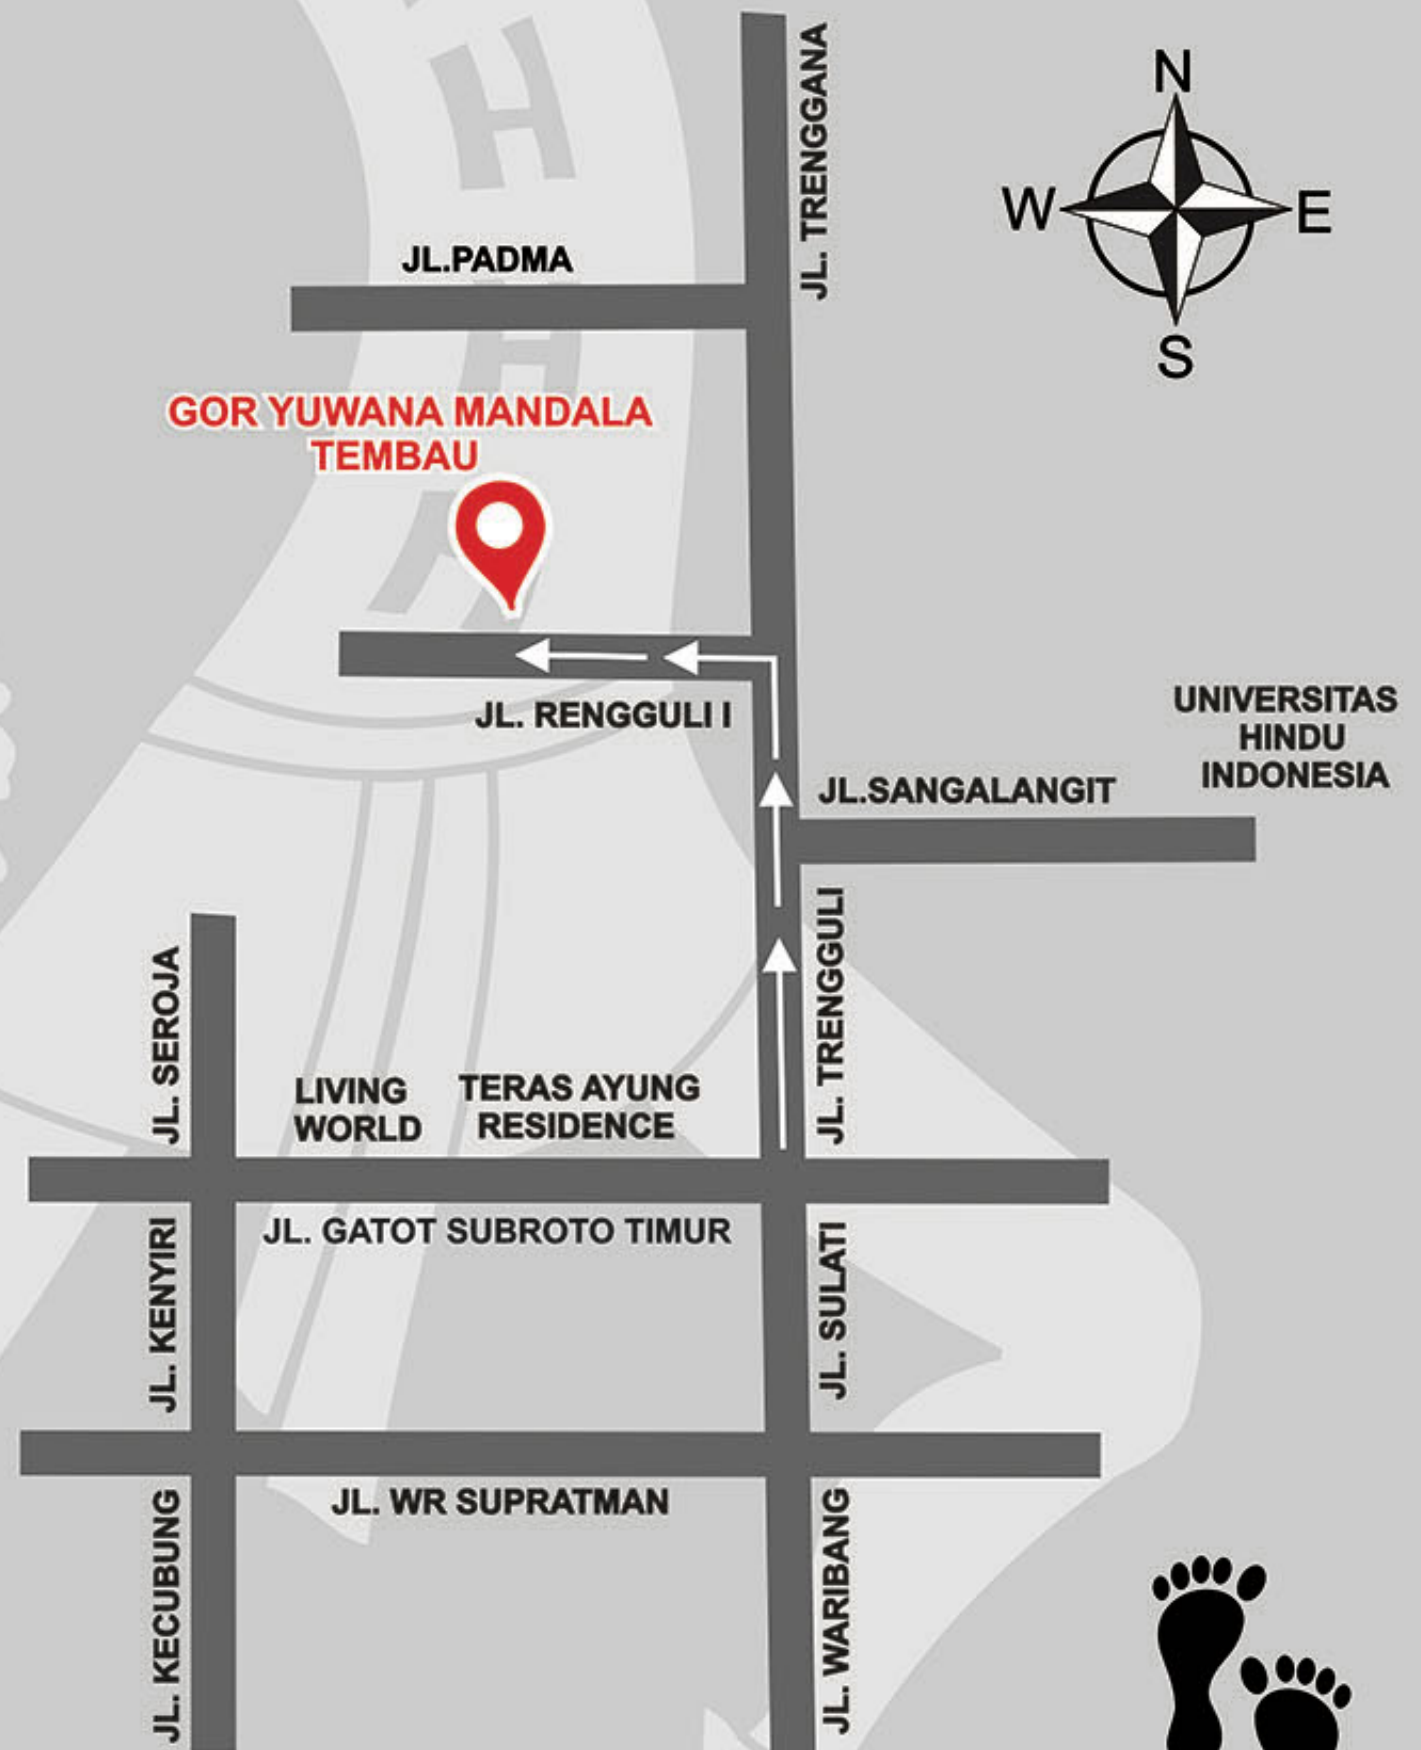 N
JL. TRENGGANA
W
E
JL.PADMA
S
GOR YUWANA MANDALA
TEMBAU
JL. RENGGULI I
UNIVERSITAS
HINDU
INDONESIA
JL.SANGALANGIT
JL. TRENGGULI
JL. SEROJA
LIVING
WORLD
TERAS AYUNG
RESIDENCE
JL. GATOT SUBROTO TIMUR
JL. KENYIRI
JL. SULATI
JL. WR SUPRATMAN
JL. KECUBUNG
JL. WARIBANG